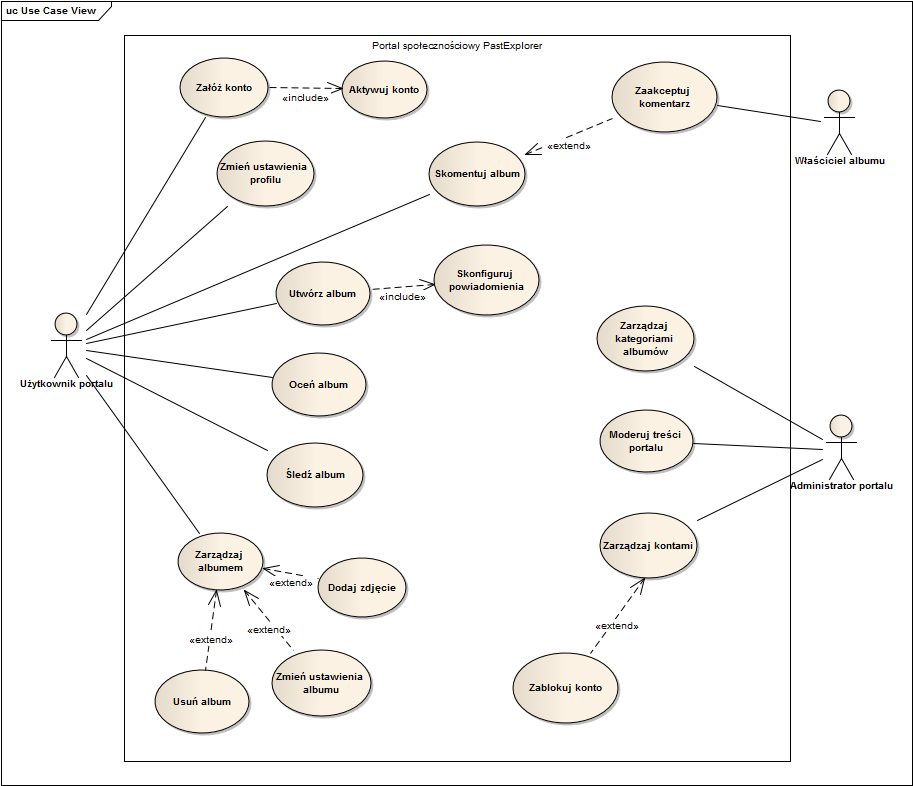 uc Use Case View
Portal społecznościowy PastExplorer
Załóż konto
«include»
Aktywuj konto
Zaakceptuj
komentarz
«extend»
Właściciel albumu
Zmień ustawienia
profilu
Skomentuj album
Utwórz album
«include»
Skonfiguruj
powiadomienia
Użytkownik portalu
Oceń album
Śledź album
Zarządzaj
kategoriami
albumów
Moderuj treści
portalu
Administrator portalu
Zarządzaj kontami
Zarządzaj
albumem
«extend»
Dodaj zdjęcie
«extend»
«extend»
«extend»
Usuń album
Zmień ustawienia
albumu
Zablokuj konto